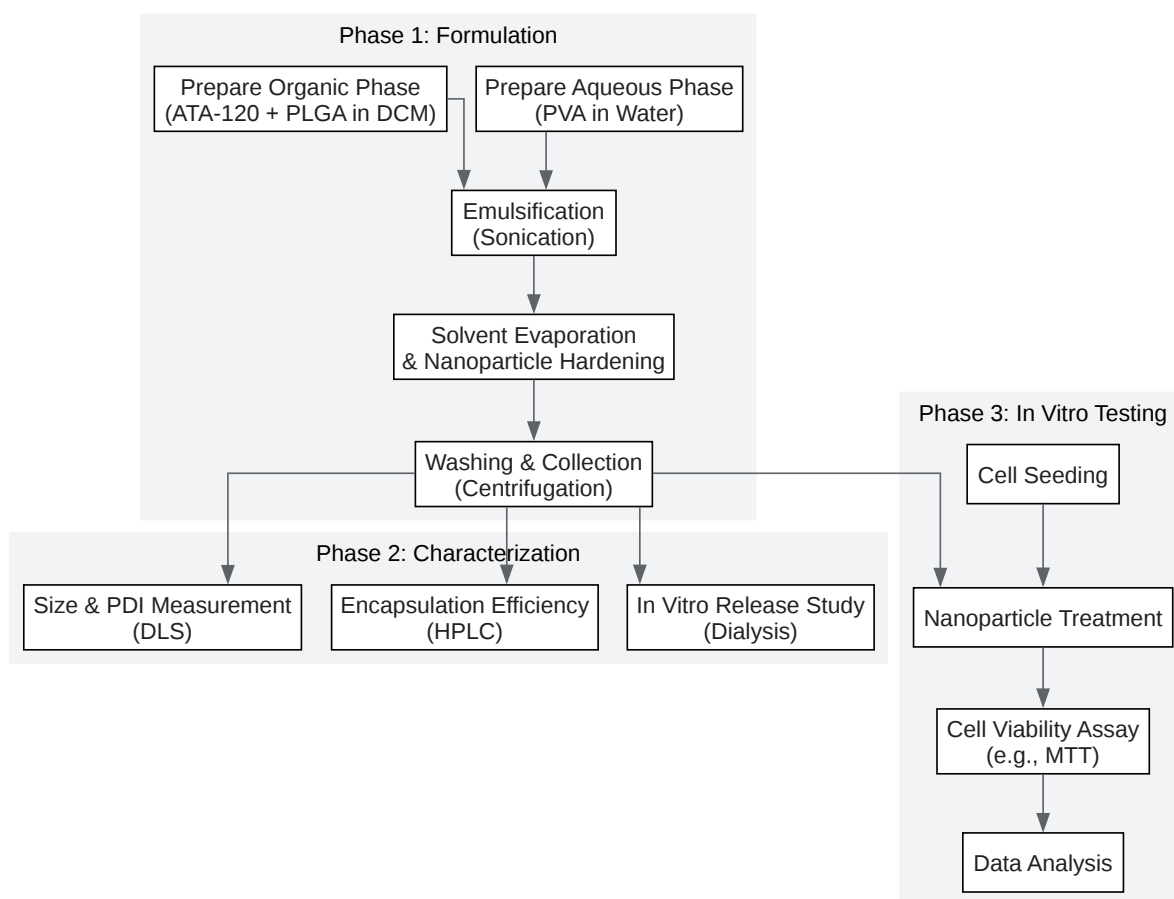 Phase 1: Formulation
Prepare Organic Phase
(ATA-120 + PLGA in DCM)
Prepare Aqueous Phase
(PVA in Water)
Emulsification
(Sonication)
Solvent Evaporation
& Nanoparticle Hardening
Washing & Collection
(Centrifugation)
Phase 2: Characterization
Size & PDI Measurement
(DLS)
Encapsulation Efficiency
(HPLC)
In Vitro Release Study
(Dialysis)
Phase 3: In Vitro Testing
Cell Seeding
Nanoparticle Treatment
Cell Viability Assay
(e.g., MTT)
Data Analysis